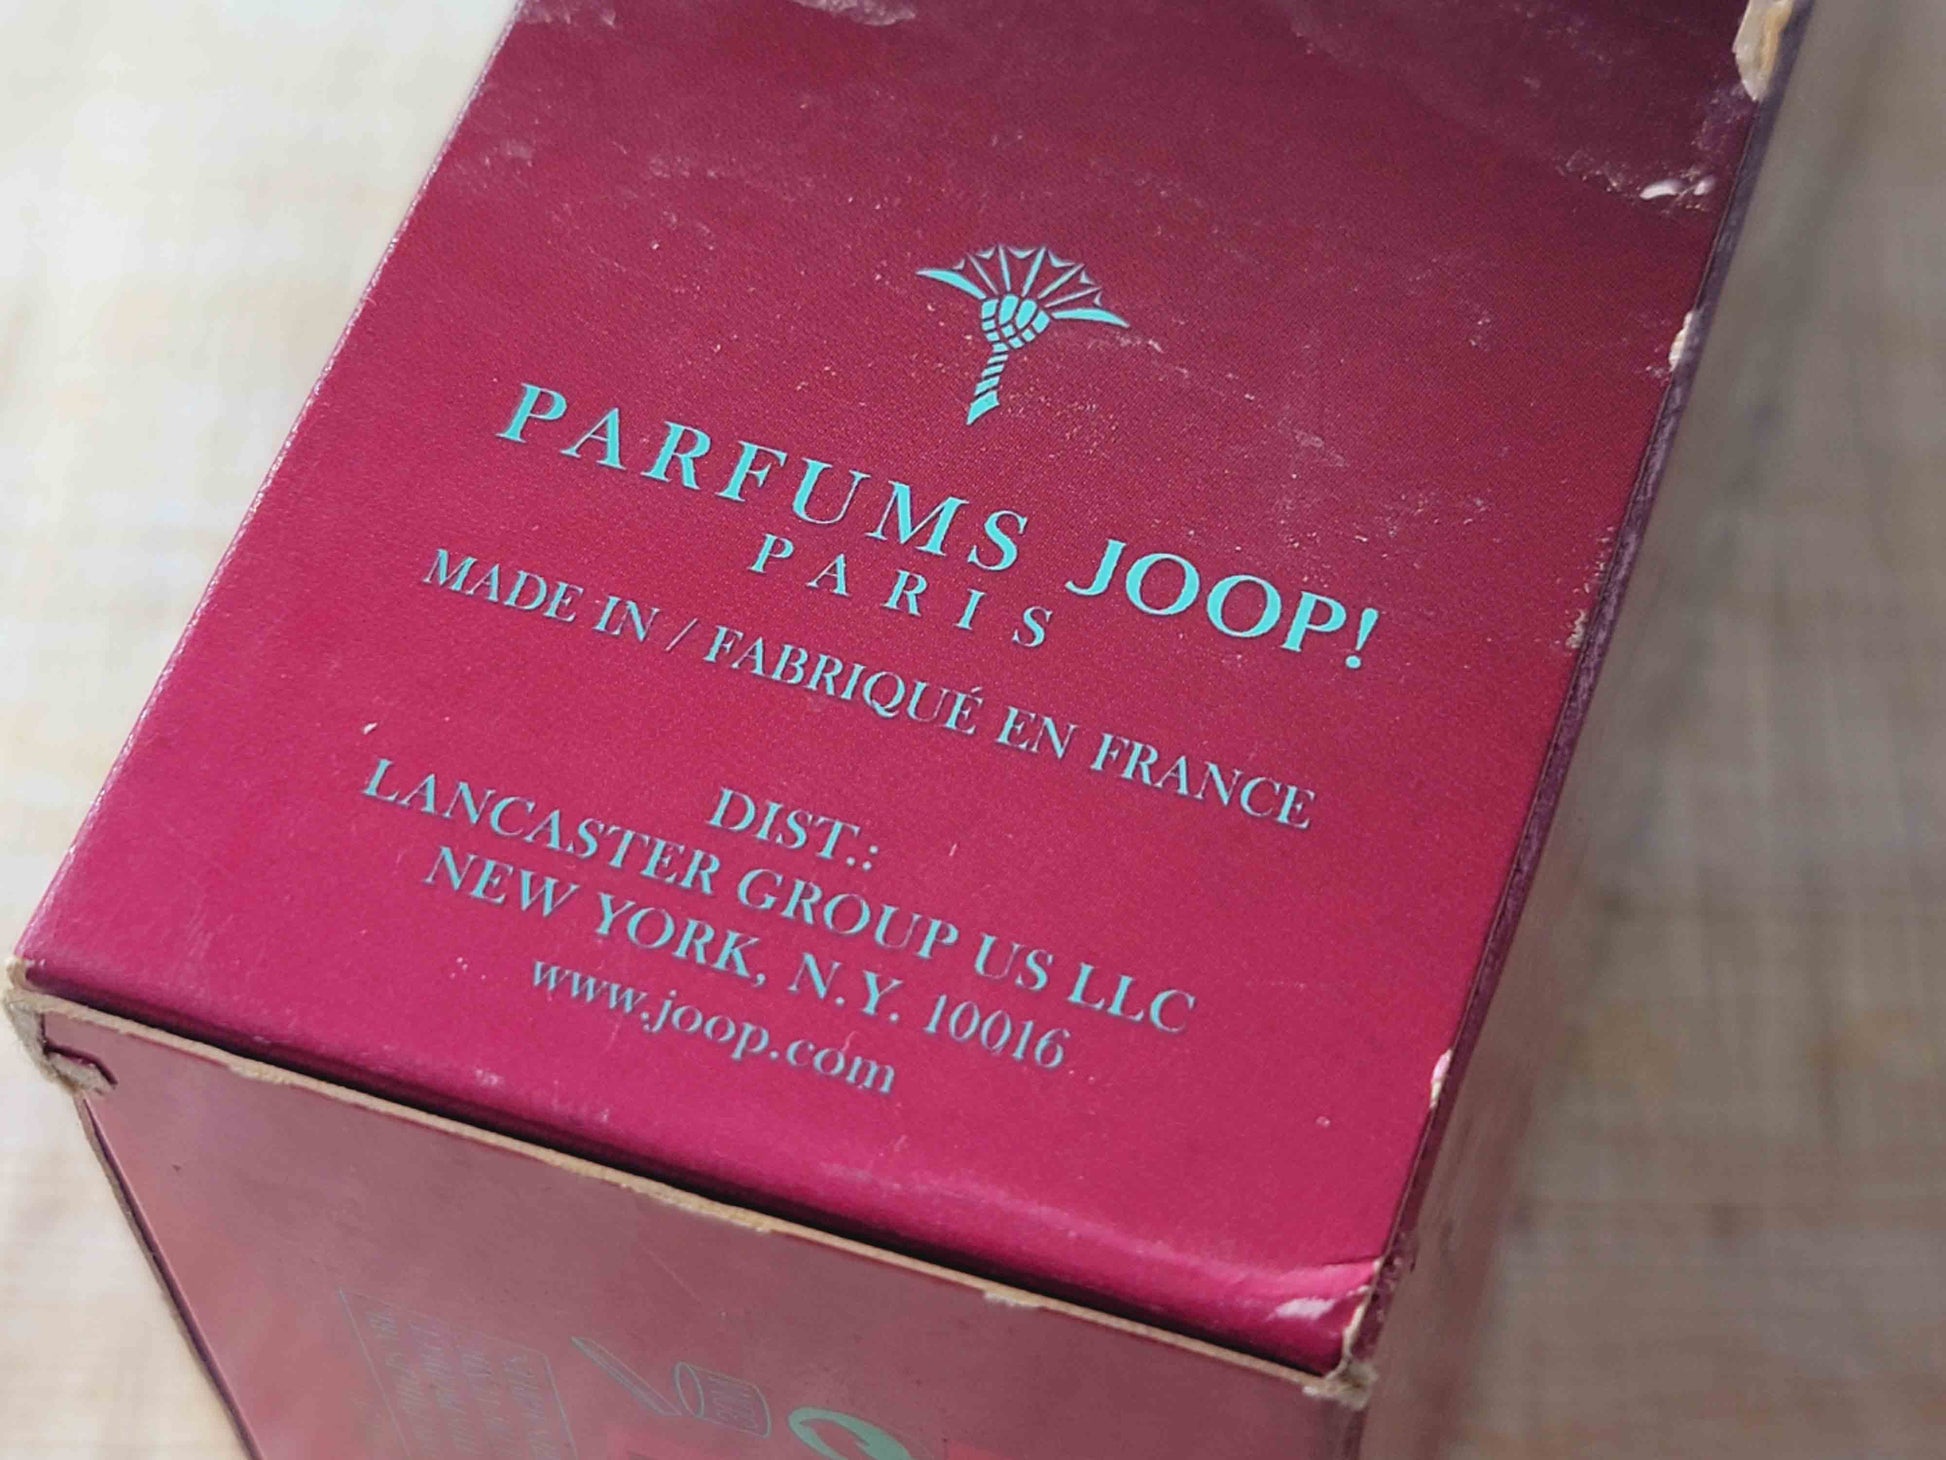 PARFUMS JOOP!
PARIS
MADE IN / FABRIQUÉ EN FRANCE
DIST.:
LANCASTER GROUP US LLC
NEW YORK, N.Y. 10016
www.joop.com